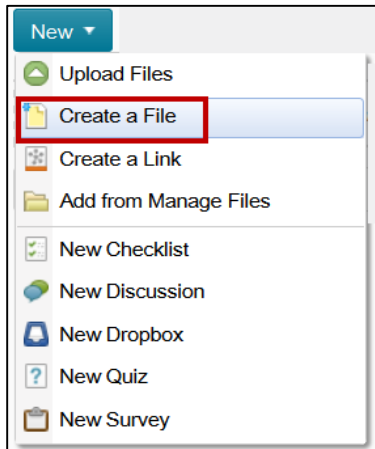 New
Upload Files
Create a File
Create a Link
Add from Manage Files
New Checklist
New Discussion
New Dropbox
New Quiz
New Survey